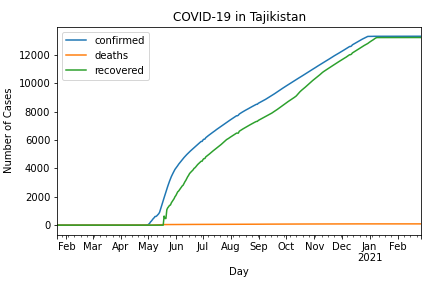 COVID-19 in Tajikistan
confirmed
deaths
recovered
Number of Cases
12000
10000
8000
6000
4000
2000
0
Feb Mar Apr May Jun Jul Aug Sep Oct Nov Dec Jan Feb
2021
Day